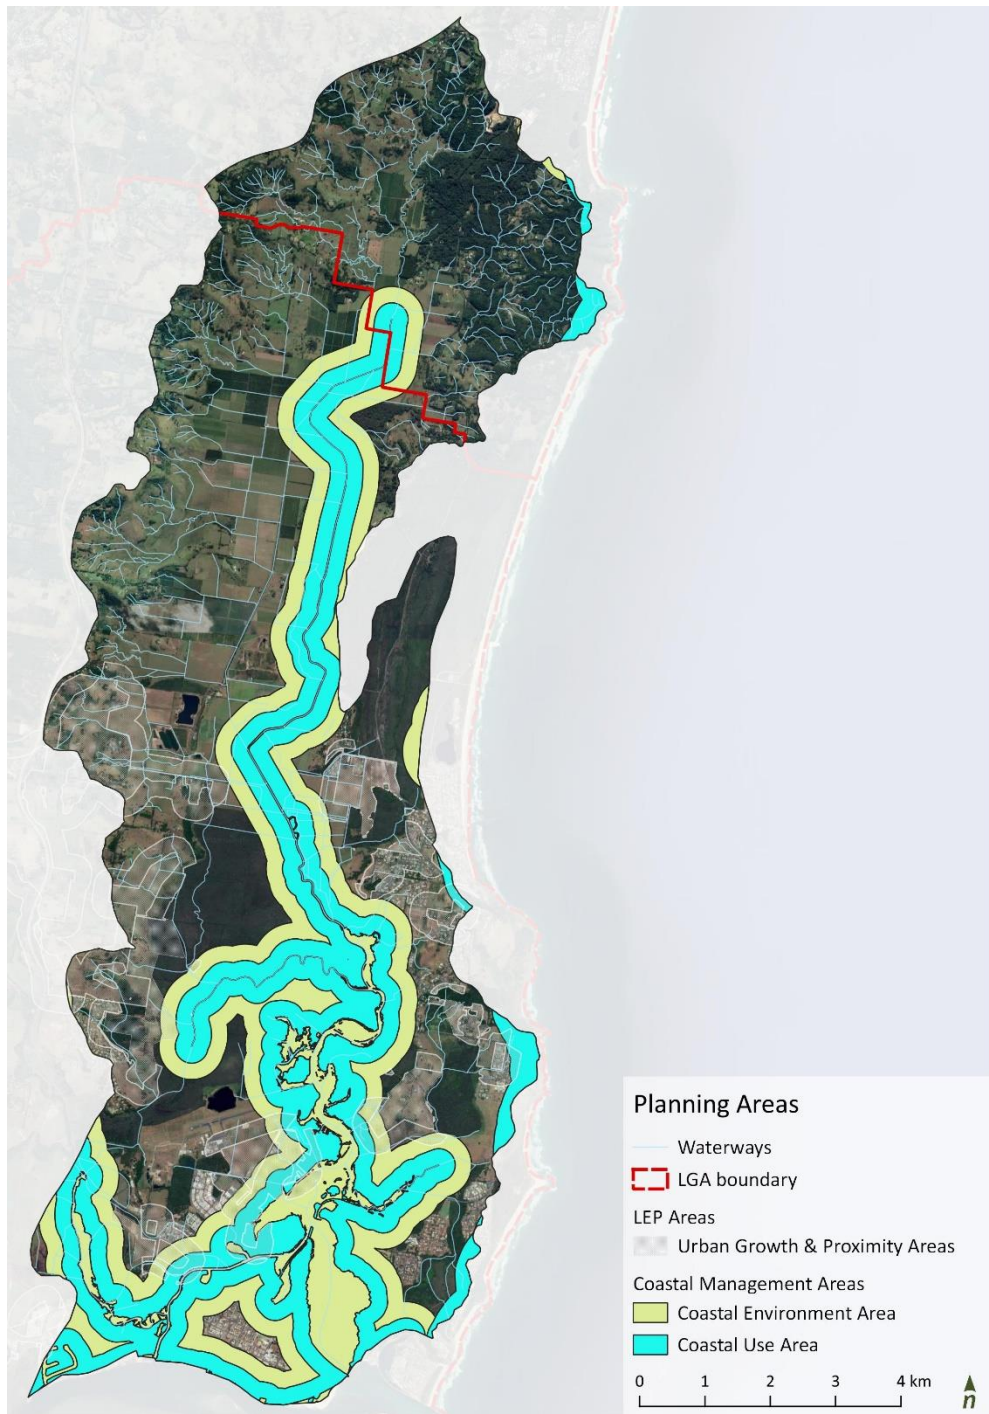 Planning Areas
Waterways
LGA boundary
LEP Areas
Urban Growth & Proximity Areas
Coastal Management Areas
Coastal Environment Area
Coastal Use Area
0 1 2 3 4 km
n